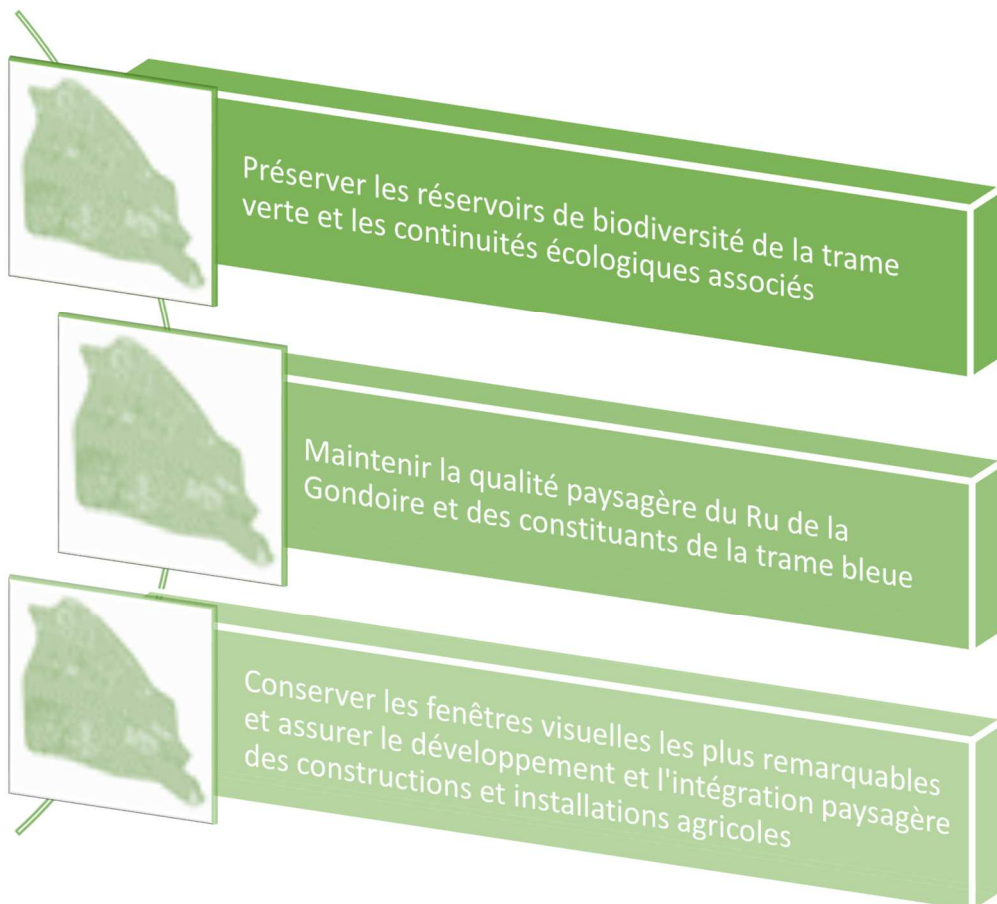 Préserver les réservoirs de biodiversité de la trame
verte et les continuités écologiques associés
Maintenir la qualité paysagère du Ru de la
Gondoire et des constituants de la trame bleue
Conserver les fenêtres visuelles les plus remarquables
et assurer le développement et l'intégration paysagère
des constructions et installations agricoles